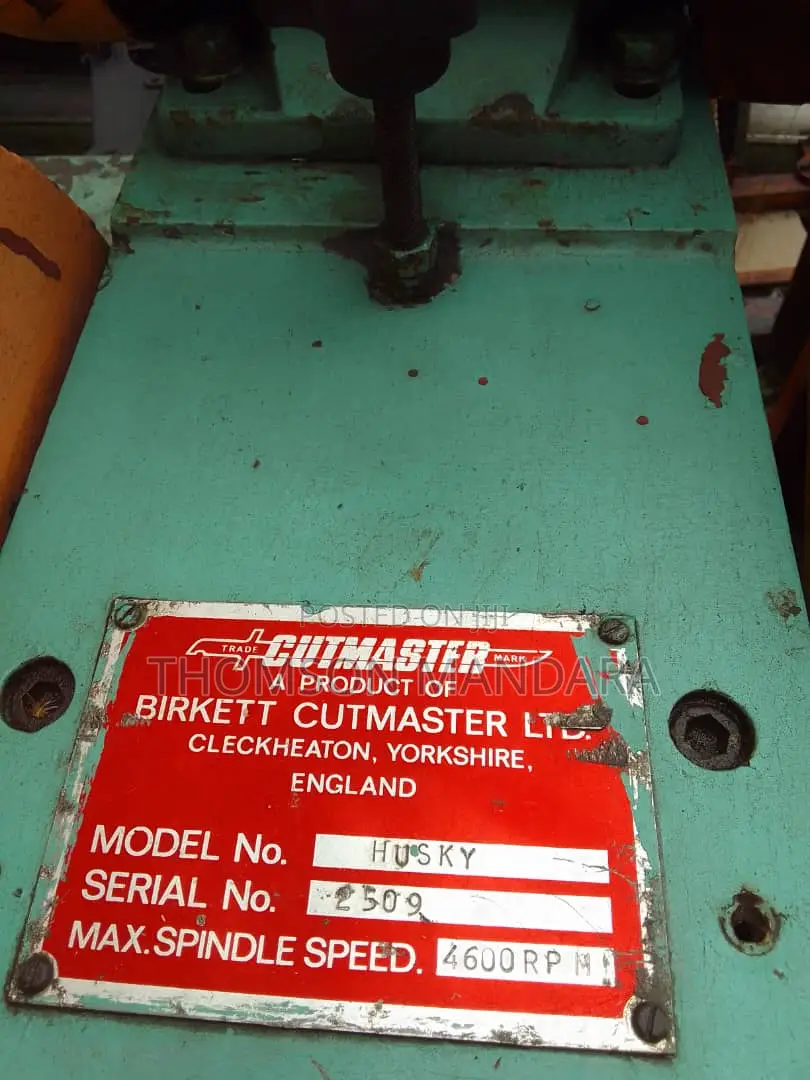 POSTED ON JIJI
TRADE CUTMASTER MARK
THOMSON MANDARA
A PRODUCT OF
BIRKETT CUTMASTER LTD.
CLECKHEATON, YORKSHIRE,
ENGLAND
MODEL No. HUSKY
SERIAL No. 2509
MAX. SPINDLE SPEED. 4600RPM